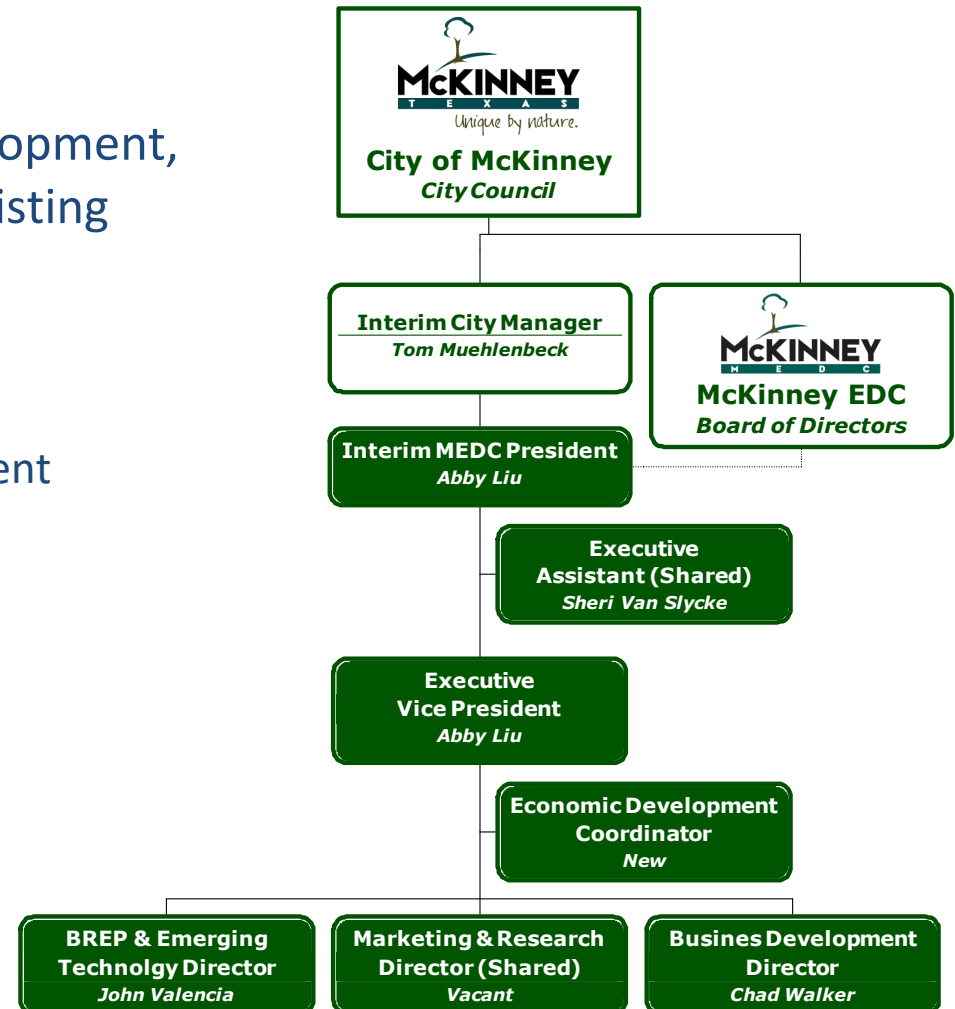 opment,
isting
ent
McKINNEY
TEXAS
Unique by nature.
City of McKinney
City Council
Interim City Manager
Tom Muehlenbeck
McKINNEY
MEDC
McKinney EDC
Board of Directors
Interim MEDC President
Abby Liu
Executive
Assistant (Shared)
Sheri Van Slycke
Executive
Vice President
Abby Liu
Economic Development
Coordinator
New
BREP & Emerging
Technolgy Director
John Valencia
Marketing & Research
Director (Shared)
Vacant
Busines Development
Director
Chad Walker